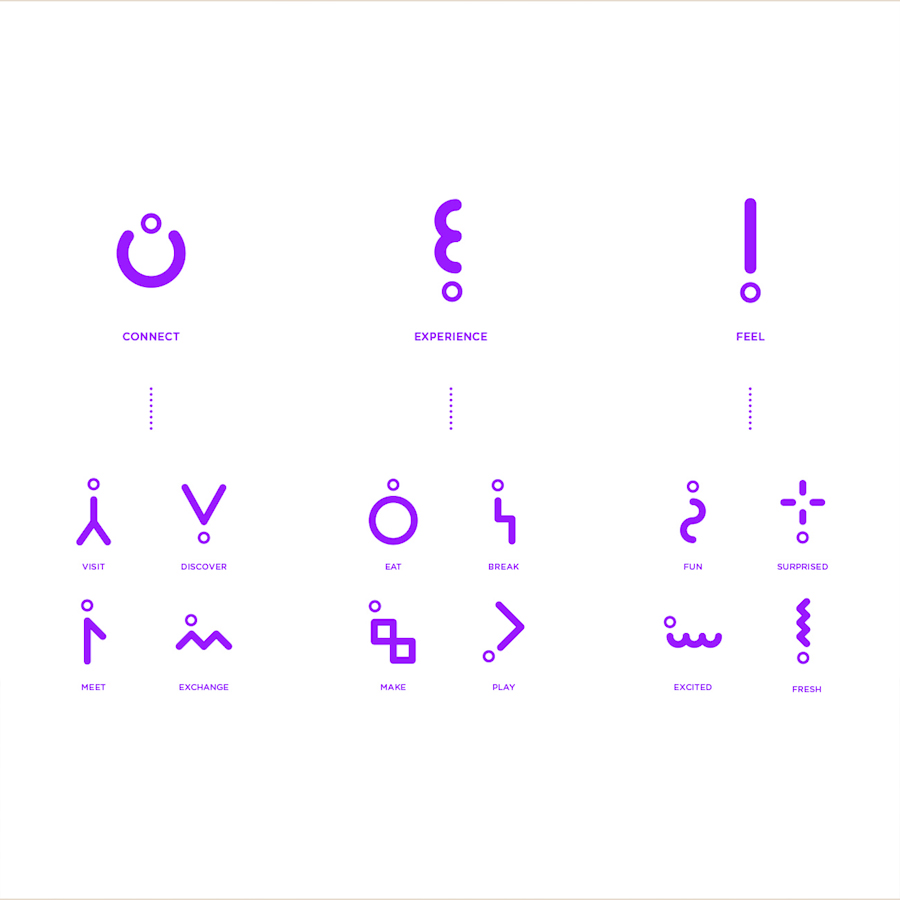 CONNECT
EXPERIENCE
FEEL
VISIT
DISCOVER
EAT
BREAK
FUN
SURPRISED
MEET
EXCHANGE
MAKE
PLAY
EXCITED
FRESH